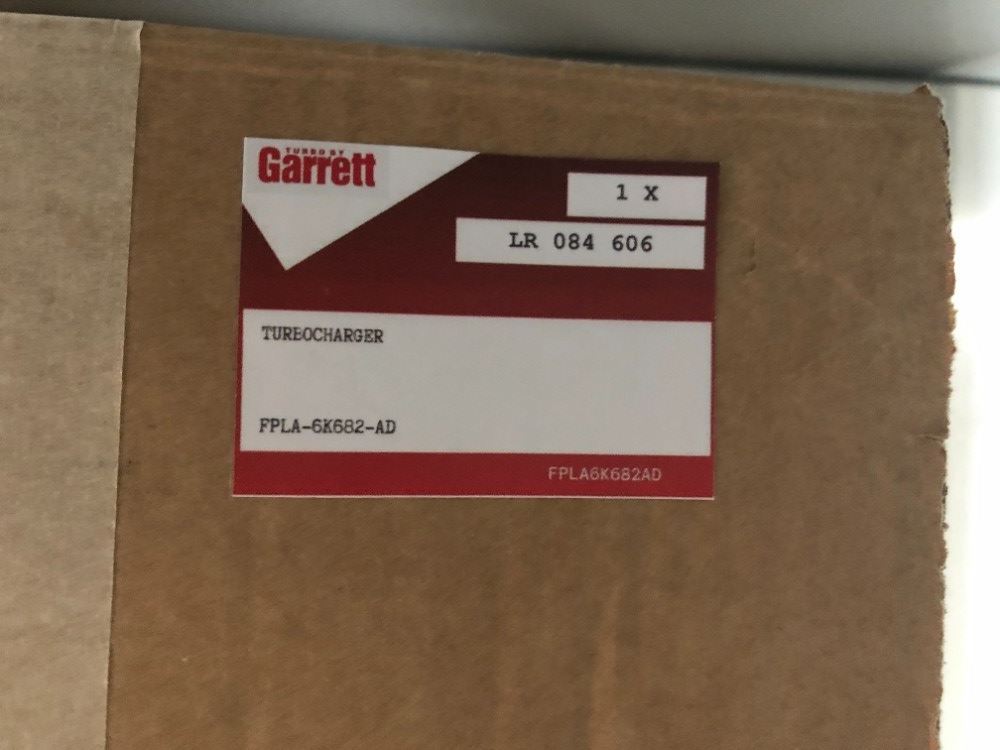 TURBO BY
Garrett
1 X
LR 084 606
TURBOCHARGER
FPLA-6K682-AD
FPLA6K682AD